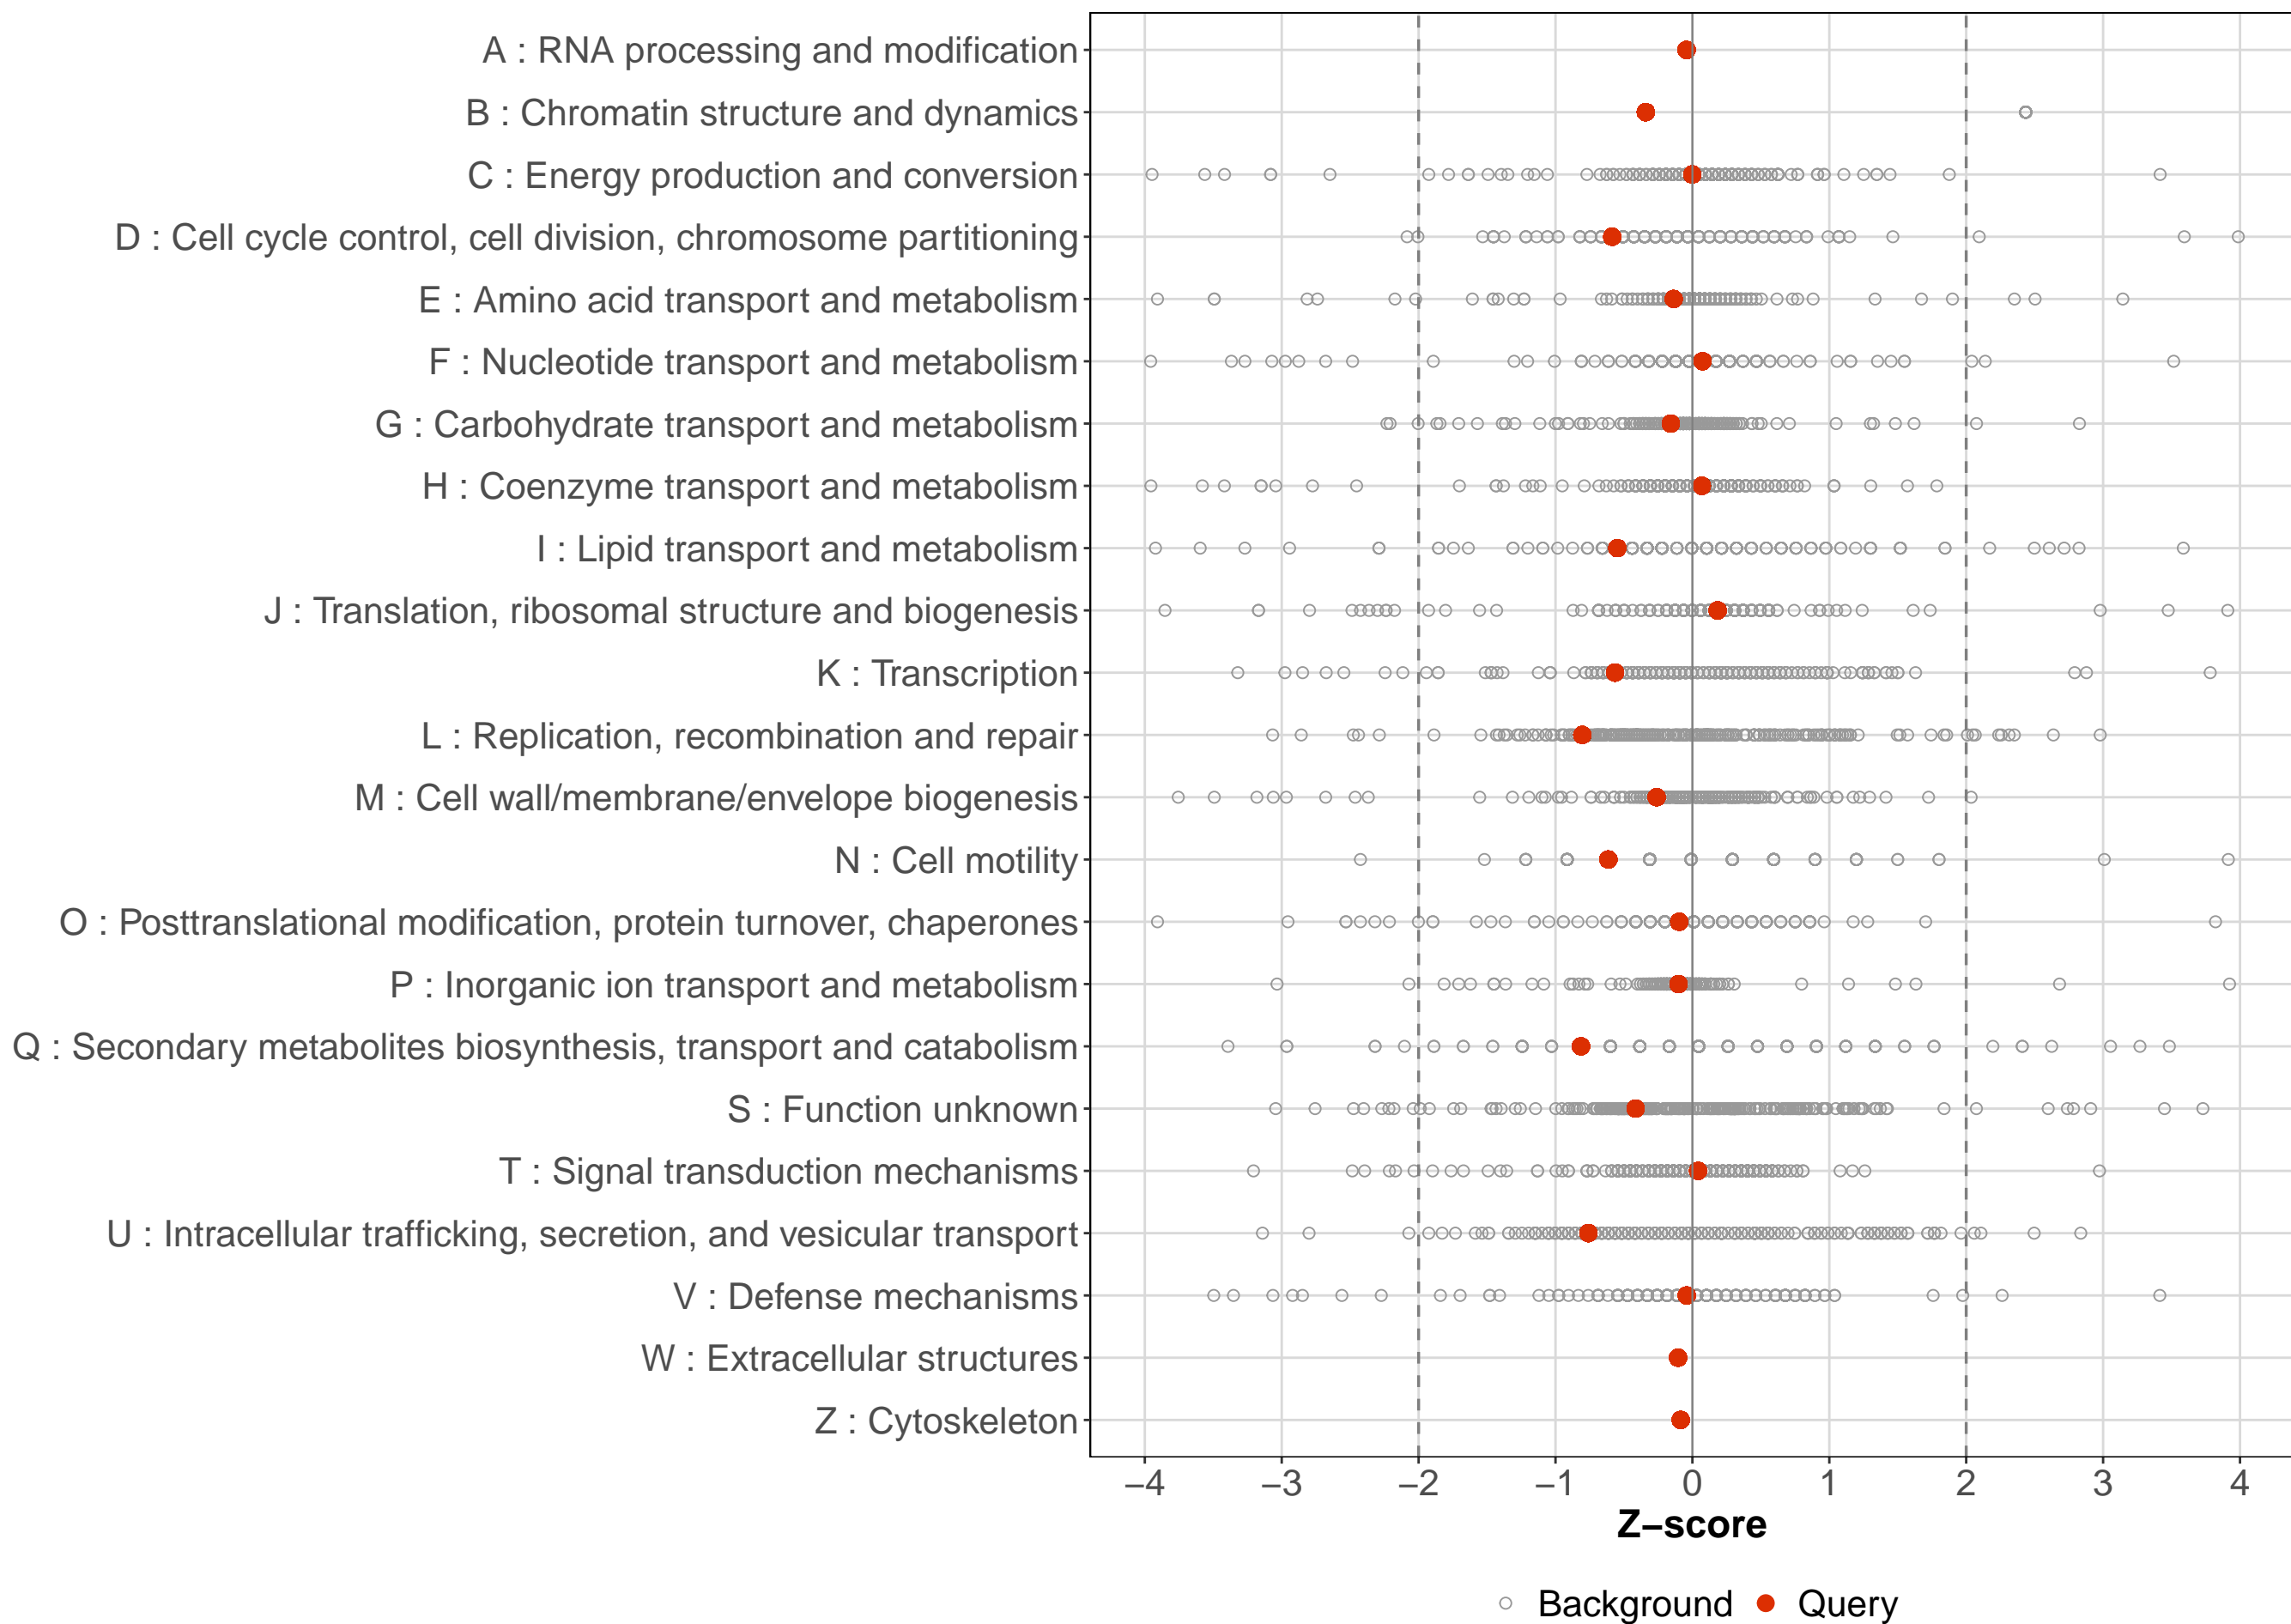 A : RNA processing and modification
B : Chromatin structure and dynamics
C : Energy production and conversion
D : Cell cycle control, cell division, chromosome partitioning
E : Amino acid transport and metabolism
F : Nucleotide transport and metabolism
G : Carbohydrate transport and metabolism
H : Coenzyme transport and metabolism
I : Lipid transport and metabolism
J : Translation, ribosomal structure and biogenesis
K : Transcription
L : Replication, recombination and repair
M : Cell wall/membrane/envelope biogenesis
N : Cell motility
O : Posttranslational modification, protein turnover, chaperones
P : Inorganic ion transport and metabolism
Q : Secondary metabolites biosynthesis, transport and catabolism
S : Function unknown
T : Signal transduction mechanisms
U : Intracellular trafficking, secretion, and vesicular transport
V : Defense mechanisms
W : Extracellular structures
Z : Cytoskeleton
−4 −3 −2 −1 0 1 2 3 4
Z−score
Background Query